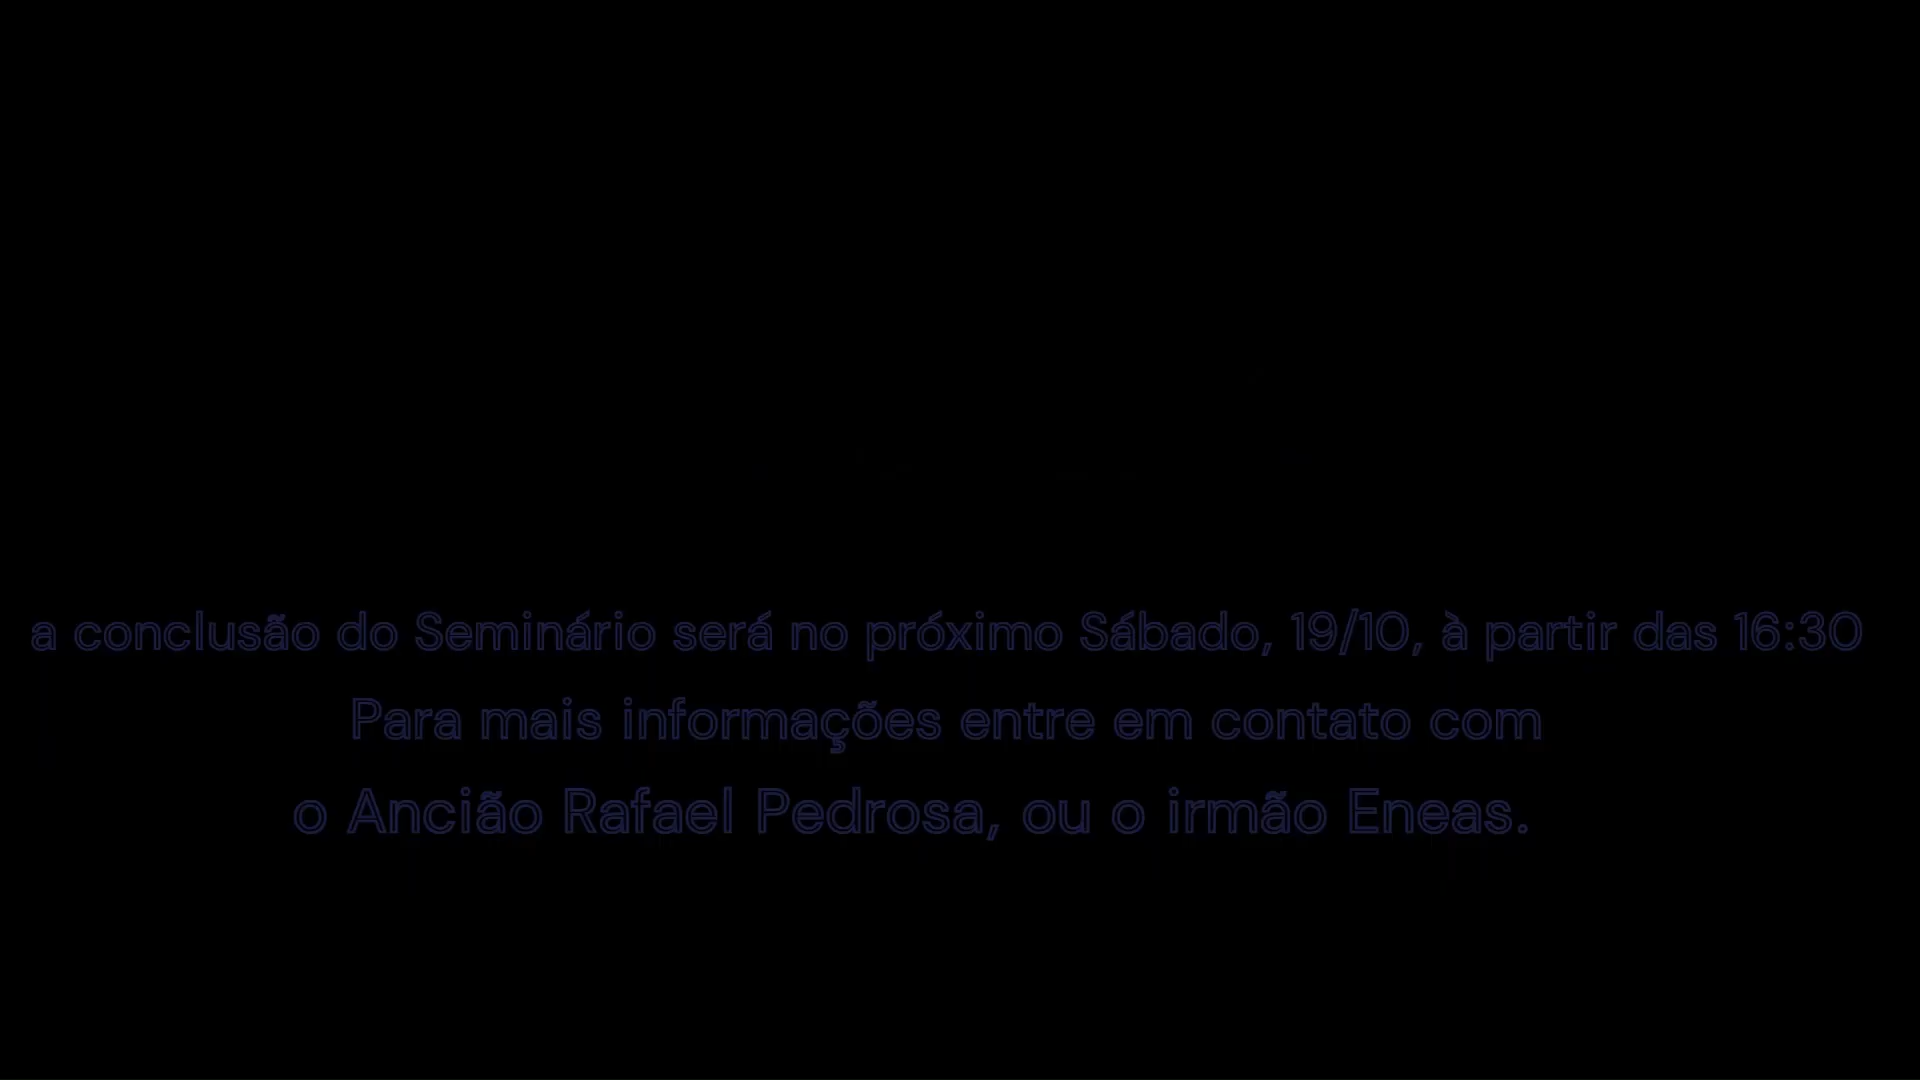 a conclusão do Seminário será no próximo Sábado, 19/10, à partir das 16:30
Para mais informações entre em contato com
o Ancião Rafael Pedrosa, ou o irmão Eneas.